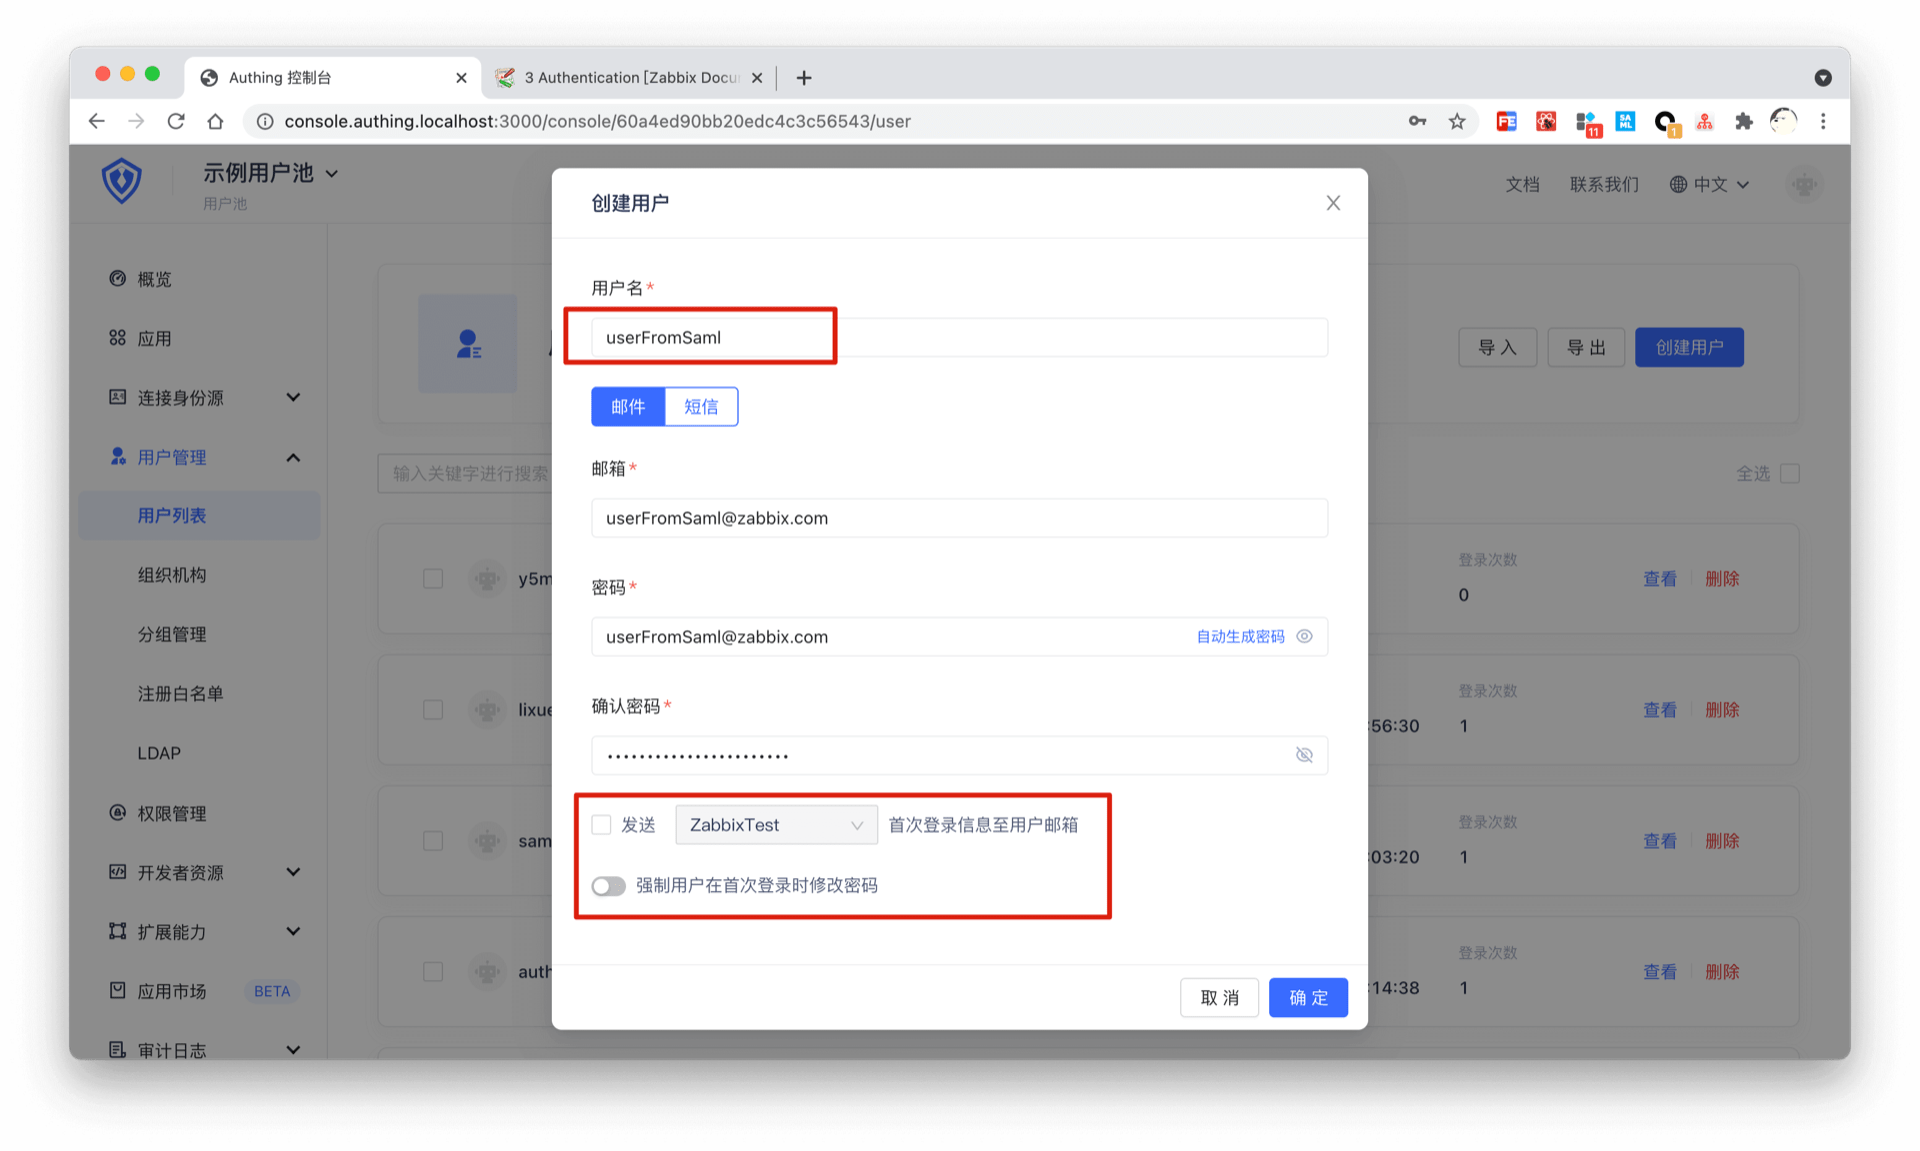 Authing 控制台
3 Authentication [Zabbix Docu
console.authing.localhost:3000/console/60a4ed90bb20edc4c3c56543/user
FE
11
SA
ML
1
示例用户池
用户池
文档
联系我们
中文
概览
应用
连接身份源
用户管理
用户列表
组织机构
分组管理
注册白名单
LDAP
权限管理
开发者资源
扩展能力
应用市场
BETA
审计日志
导 入
导 出
创建用户
输入关键字进行搜索
全选
y5m
登录次数
0
查看
删除
lixue
:56:30
登录次数
1
查看
删除
sam
:03:20
登录次数
1
查看
删除
auth
:14:38
登录次数
1
查看
删除
创建用户
用户名*
userFromSaml
邮件
短信
邮箱*
userFromSaml@zabbix.com
密码*
userFromSaml@zabbix.com
自动生成密码
确认密码*
•••••••••••••••••••••••
发送
ZabbixTest
首次登录信息至用户邮箱
强制用户在首次登录时修改密码
取 消
确 定